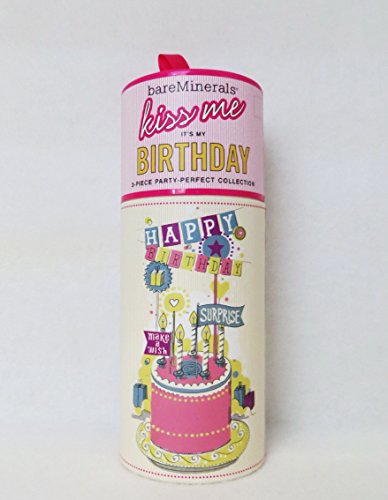 bareMinerals®
kiss me
IT'S MY
BIRTHDAY
3-PIECE PARTY-PERFECT COLLECTION
HAPPY
BIRTHDAY
SURPRISE
make
a
wish